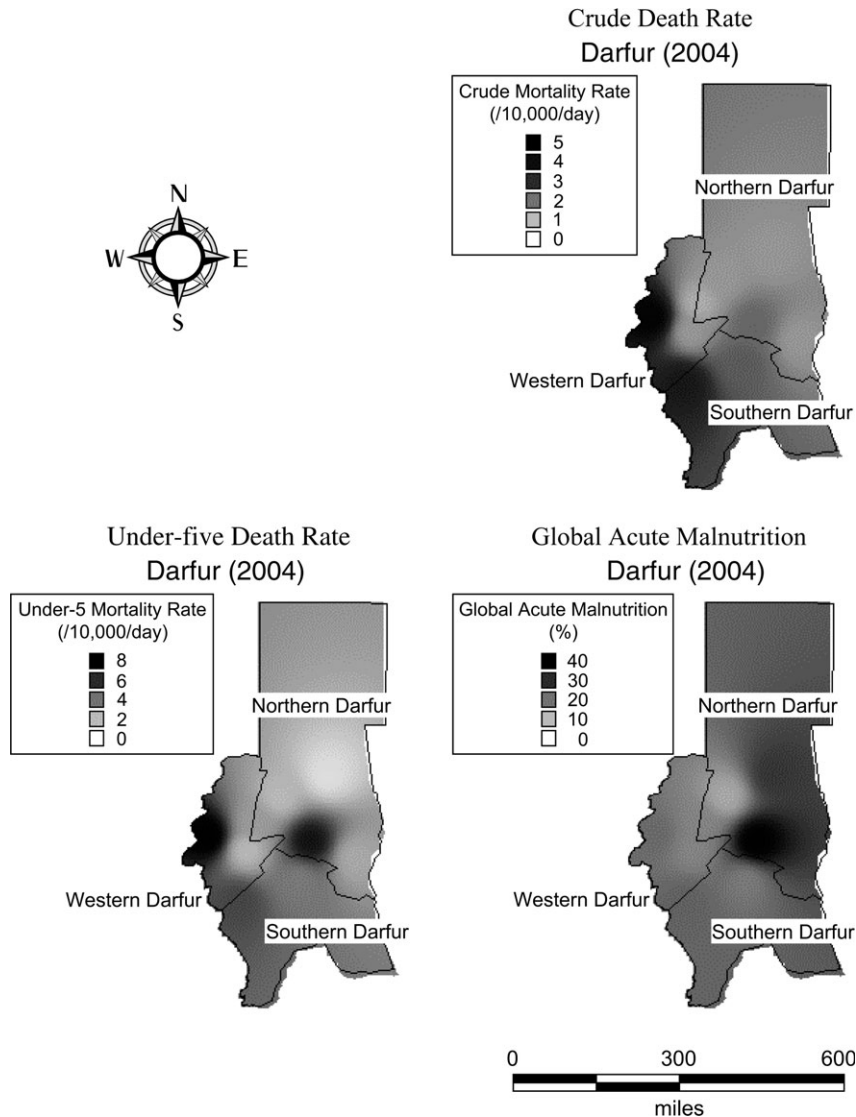 Crude Death Rate
Darfur (2004)
Crude Mortality Rate
(/10,000/day)
5
4
3
2
1
0
Northern Darfur
Western Darfur
Southern Darfur
N
W E
S
Under-five Death Rate
Darfur (2004)
Under-5 Mortality Rate
(/10,000/day)
8
6
4
2
0
Northern Darfur
Western Darfur
Southern Darfur
Global Acute Malnutrition
Darfur (2004)
Global Acute Malnutrition
(%)
40
30
20
10
0
Northern Darfur
Western Darfur
Southern Darfur
0 300 600
miles